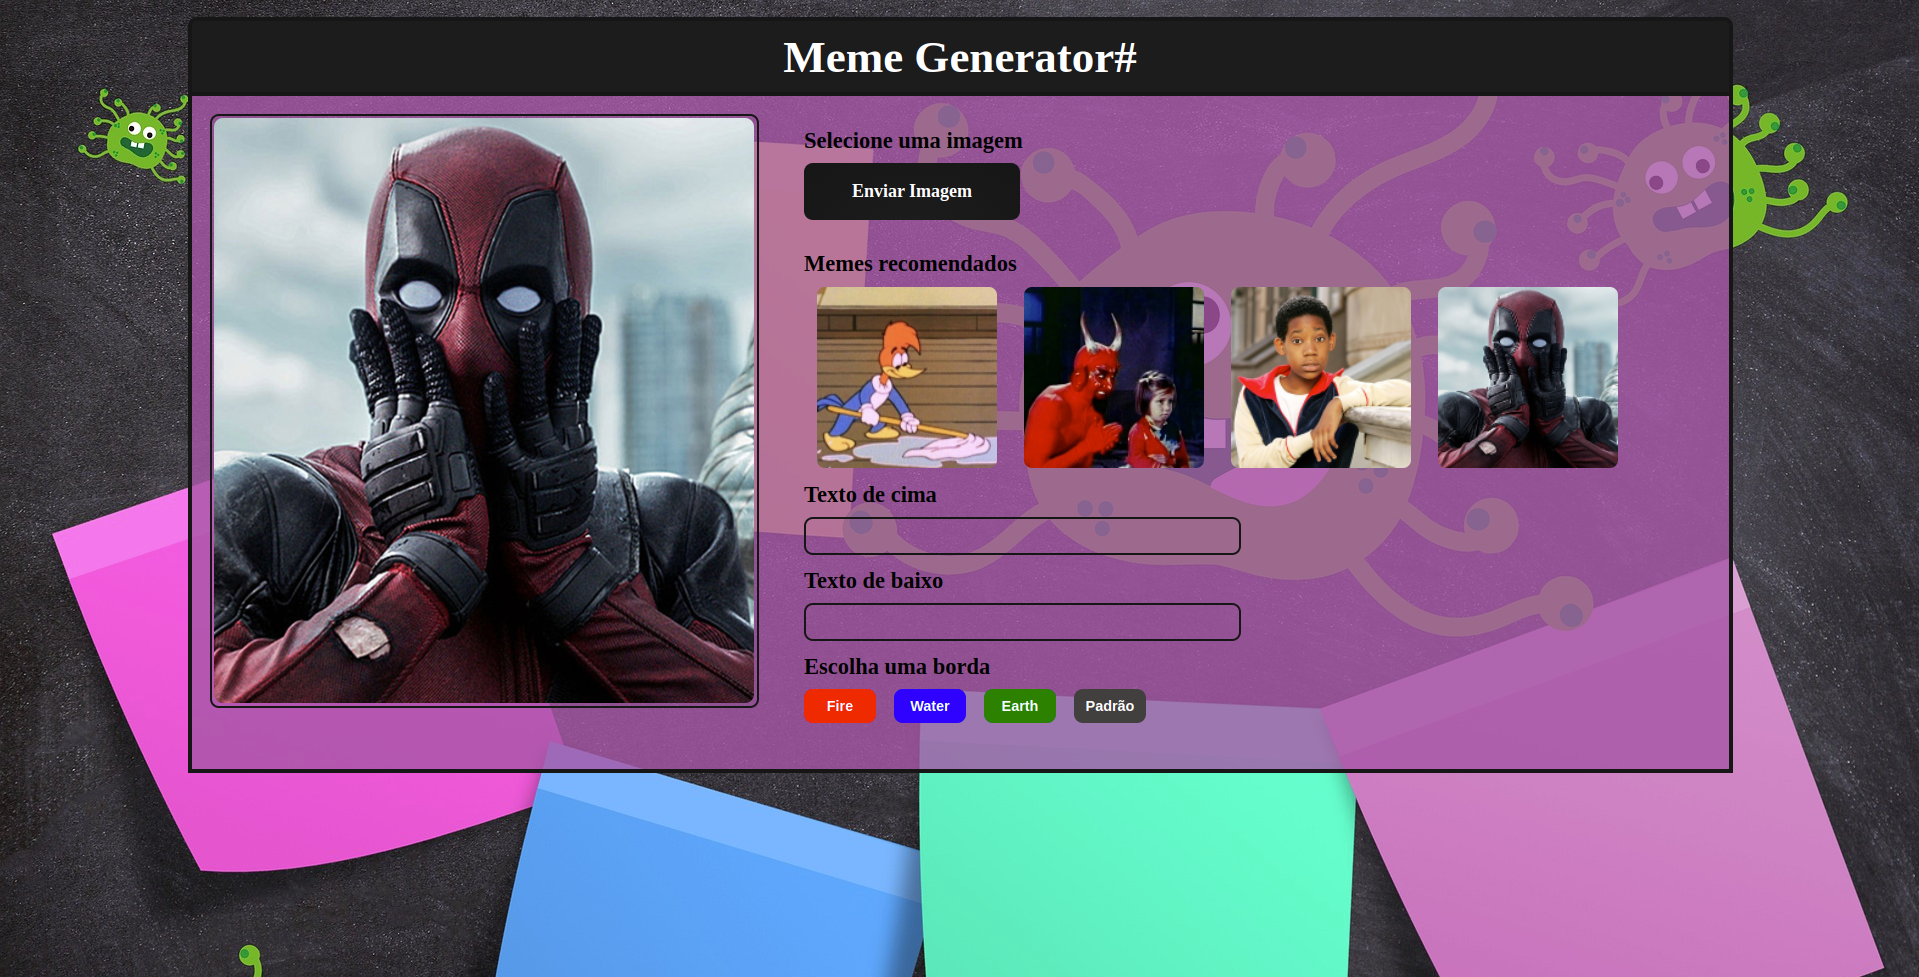 Meme Generator#
Selecione uma imagem
Enviar Imagem
Memes recomendados
Texto de cima
Texto de baixo
Escolha uma borda
Fire Water Earth Padrão